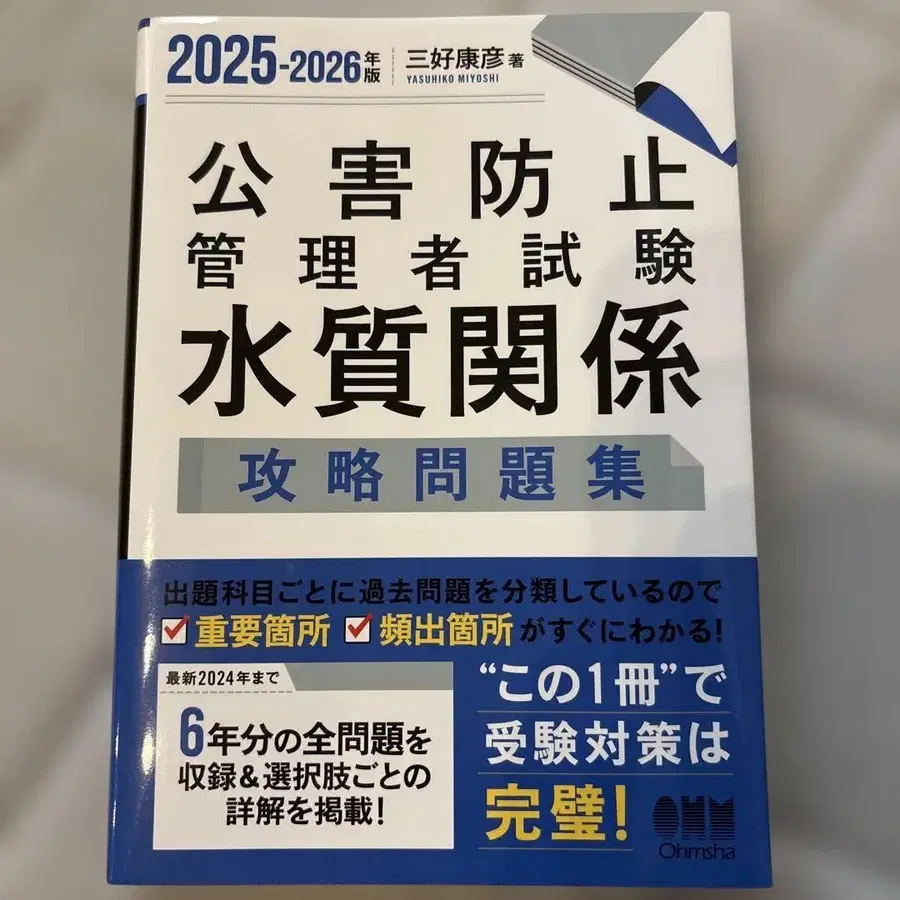 2025-2026年版 三好康彦 著
YASUHIKO MIYOSHI
公害防止
管理者試験
水質関係
攻略問題集
出題科目ごとに過去問題を分類しているので
重要箇所 頻出箇所がすぐにわかる!
最新2024年まで
6年分の全問題を
収録&選択肢ごとの
詳解を掲載!
“この1冊”で
受験対策は
完璧!
OHM
Ohmsha